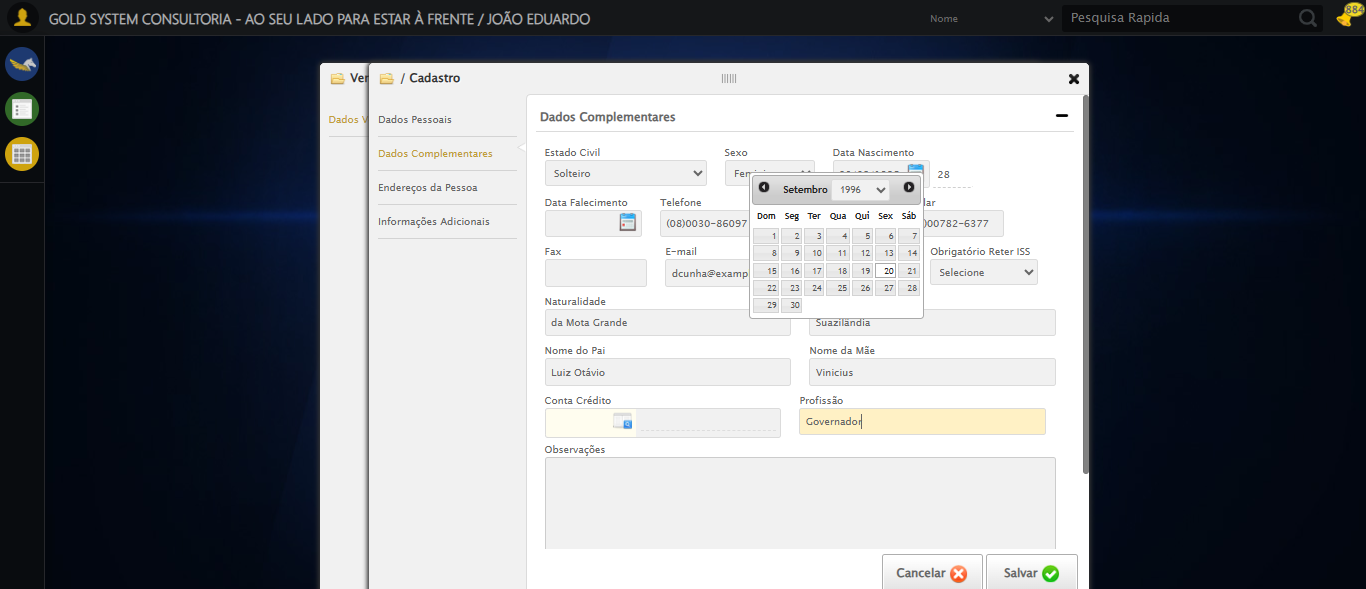 GOLD SYSTEM CONSULTORIA - AO SEU LADO PARA ESTAR À FRENTE / JOÃO EDUARDO
Nome
Pesquisa Rapida
884
Ver
/ Cadastro
Dados V
Dados Pessoais
Dados Complementares
Endereços da Pessoa
Informações Adicionais
Dados Complementares
Estado Civil Sexo Data Nascimento
Solteiro 28
Data Falecimento Telefone lar
(08)0030-86097 00782-6377
Setembro 1996
Dom Seg Ter Qua Qui Sex Sáb
1 2 3 4 5 6 7
8 9 10 11 12 13 14
15 16 17 18 19 20 21
22 23 24 25 26 27 28
29 30
Fax E-mail Obrigatório Reter ISS
dcunha@examp Selecione
Naturalidade
da Mota Grande Suazilândia
Nome do Pai Nome da Mãe
Luiz Otávio Vinicius
Conta Crédito Profissão
Governador
Observações
Cancelar Salvar